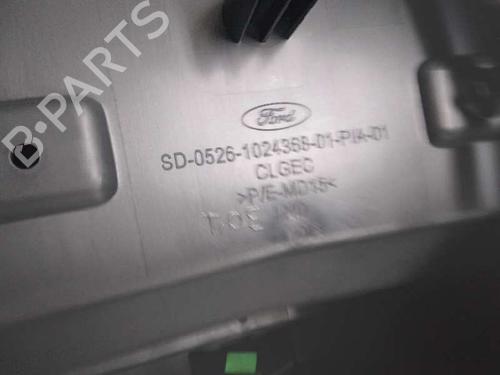 B-PARTS
Ford
SD-0526-1024368-01-PIA-01
CLGEC
>P/E-MD15<